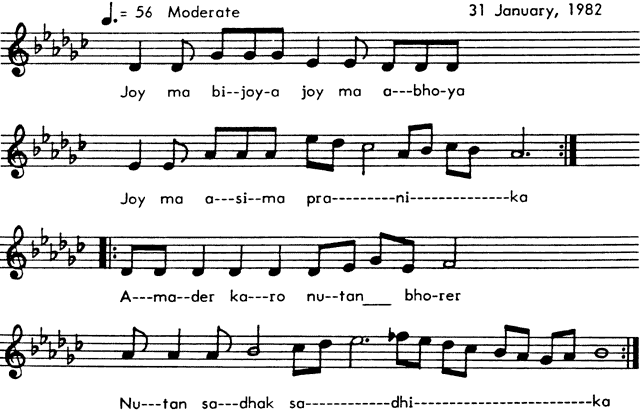 ♩. = 56 Moderate 31 January, 1982
Joy ma bi--joy-a joy ma a---bho-ya
Joy ma a---si--ma pra---------ni-------------ka
A---ma--der ka---ro nu--tan___ bho-rer
Nu---tan sa--dhak sa------------dhi-------------------------ka